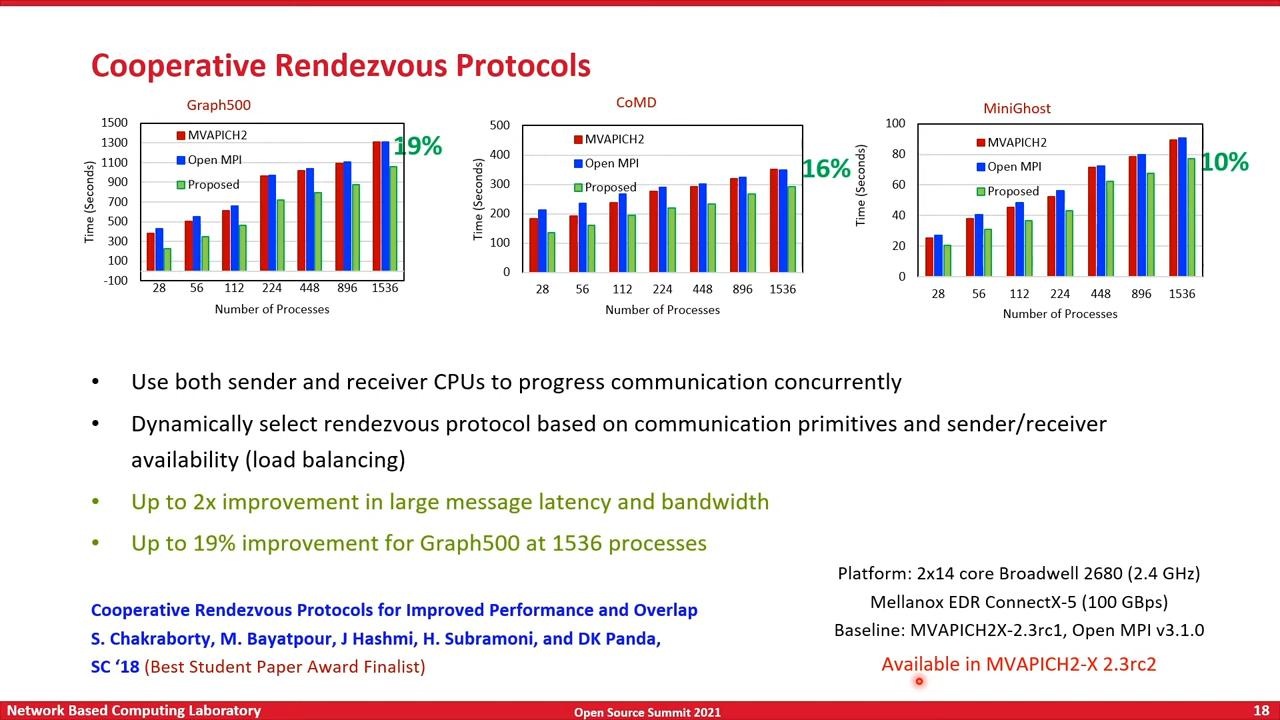 Cooperative Rendezvous Protocols
Graph500
1500
1300
1100
900
700
500
300
100
-100
Time (Seconds)
MVAPICH2
Open MPI
Proposed
19%
28 56 112 224 448 896 1536
Number of Processes
CoMD
500
400
300
200
100
0
Time (Seconds)
MVAPICH2
Open MPI
Proposed
16%
28 56 112 224 448 896 1536
Number of Processes
MiniGhost
100
80
60
40
20
0
Time (Seconds)
MVAPICH2
Open MPI
Proposed
10%
28 56 112 224 448 896 1536
Number of Processes
• Use both sender and receiver CPUs to progress communication concurrently
• Dynamically select rendezvous protocol based on communication primitives and sender/receiver
availability (load balancing)
• Up to 2x improvement in large message latency and bandwidth
• Up to 19% improvement for Graph500 at 1536 processes
Cooperative Rendezvous Protocols for Improved Performance and Overlap
S. Chakraborty, M. Bayatpour, J Hashmi, H. Subramoni, and DK Panda,
SC ‘18 (Best Student Paper Award Finalist)
Platform: 2x14 core Broadwell 2680 (2.4 GHz)
Mellanox EDR ConnectX-5 (100 GBps)
Baseline: MVAPICH2X-2.3rc1, Open MPI v3.1.0
Available in MVAPICH2-X 2.3rc2
Network Based Computing Laboratory
Open Source Summit 2021
18